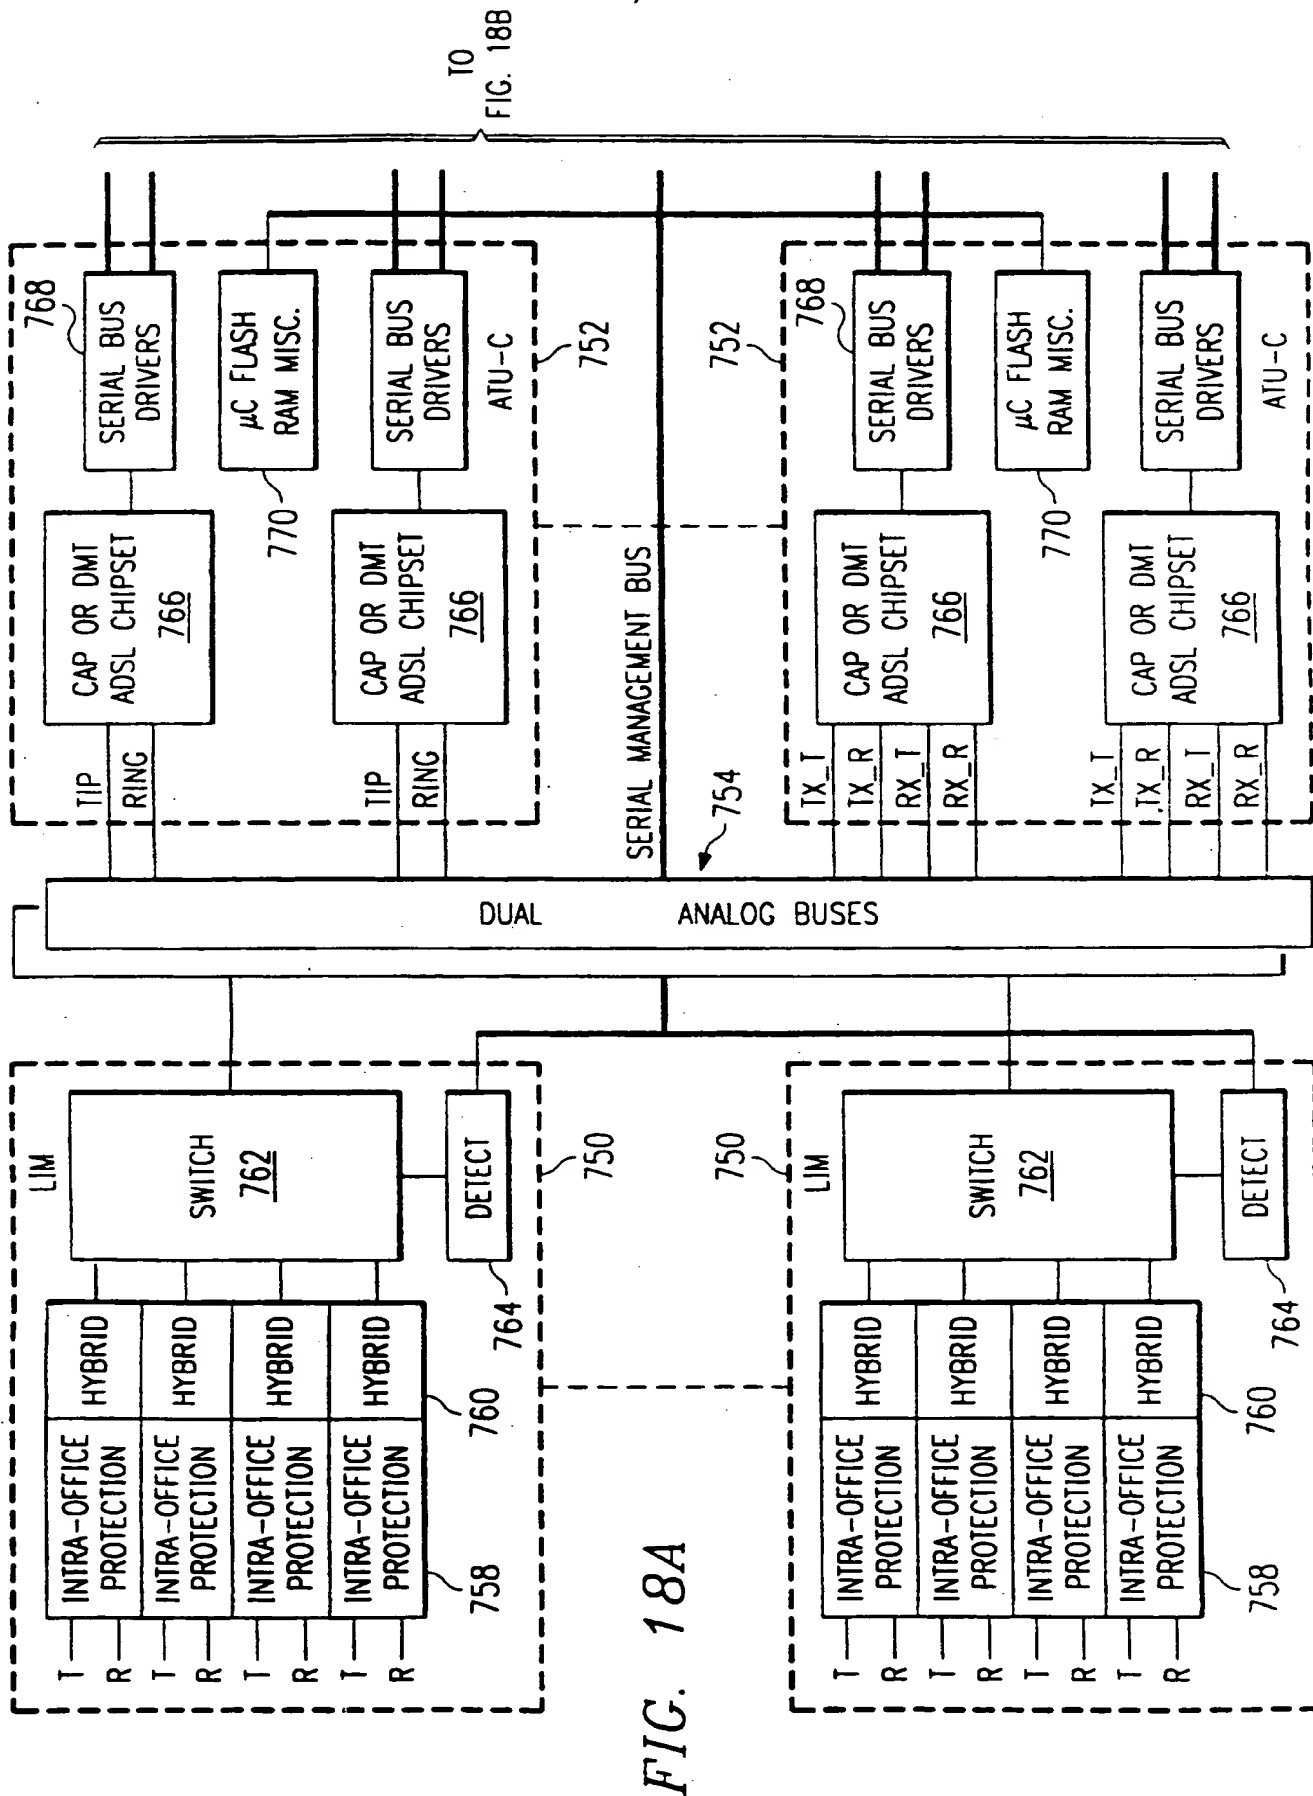 TO
FIG. 18B
768
SERIAL BUS
DRIVERS
µC FLASH
RAM MISC.
770
SERIAL BUS
DRIVERS
ATU-C
752
CAP OR DMT
ADSL CHIPSET
766
CAP OR DMT
ADSL CHIPSET
766
TIP
RING
TIP
RING
SERIAL MANAGEMENT BUS
754
752
768
SERIAL BUS
DRIVERS
µC FLASH
RAM MISC.
770
SERIAL BUS
DRIVERS
ATU-C
CAP OR DMT
ADSL CHIPSET
766
CAP OR DMT
ADSL CHIPSET
766
TX_T
TX_R
RX_T
RX_R
TX_T
TX_R
RX_T
RX_R
DUAL ANALOG BUSES
LIM
SWITCH
762
DETECT
764
750
HYBRID
HYBRID
HYBRID
HYBRID
760
INTRA-OFFICE
PROTECTION
INTRA-OFFICE
PROTECTION
INTRA-OFFICE
PROTECTION
INTRA-OFFICE
PROTECTION
758
T
R
T
R
T
R
T
R
750
LIM
SWITCH
762
DETECT
764
HYBRID
HYBRID
HYBRID
HYBRID
760
INTRA-OFFICE
PROTECTION
INTRA-OFFICE
PROTECTION
INTRA-OFFICE
PROTECTION
INTRA-OFFICE
PROTECTION
758
T
R
T
R
T
R
T
R
FIG. 18A